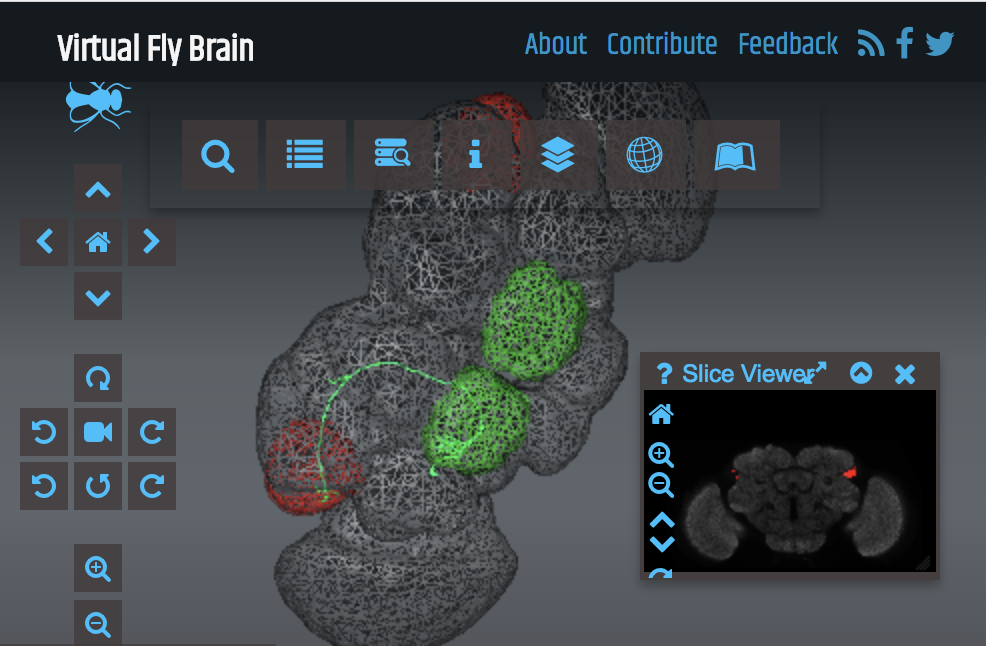 Virtual Fly Brain
About Contribute Feedback
? Slice Viewer